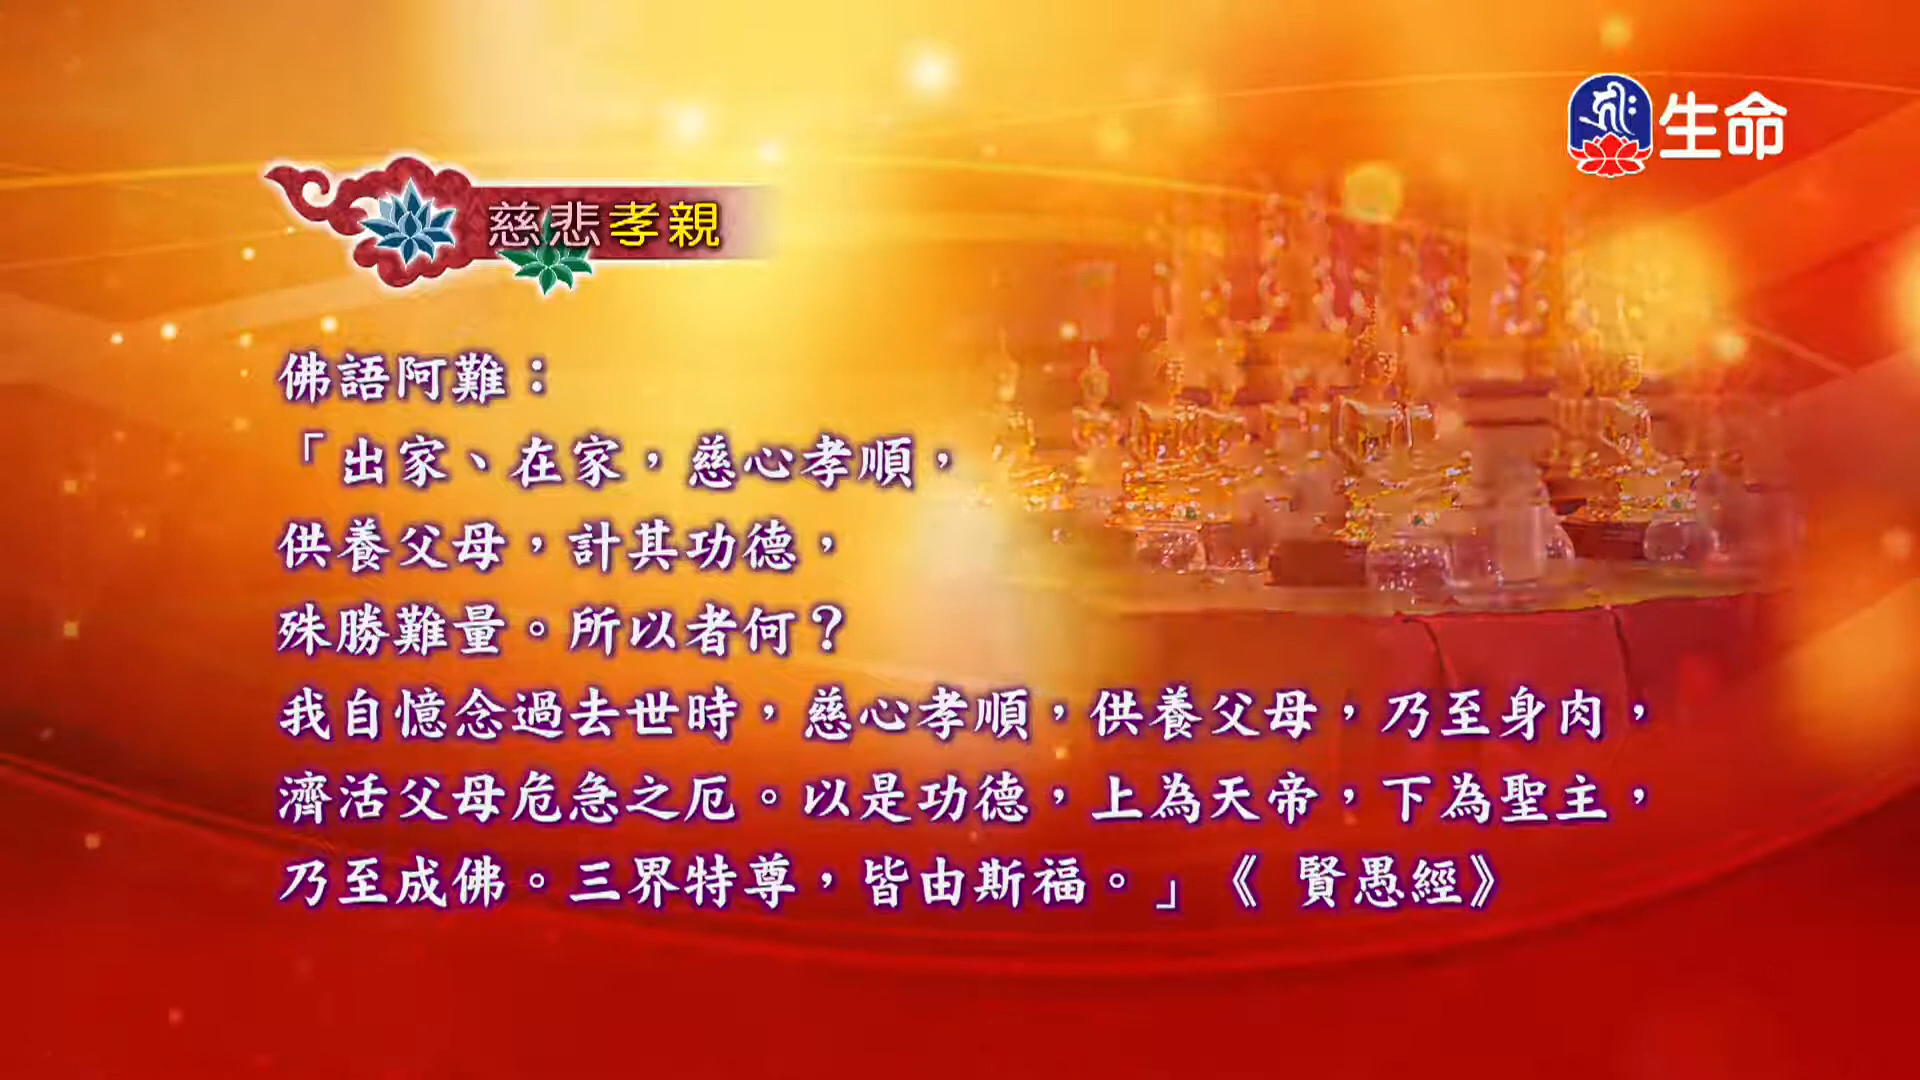 生命
慈悲孝親
佛語阿難：
「出家、在家，慈心孝順，
供養父母，計其功德，
殊勝難量。所以者何？
我自憶念過去世時，慈心孝順，供養父母，乃至身肉，
濟活父母危急之厄。以是功德，上為天帝，下為聖主，
乃至成佛。三界特尊，皆由斯福。」《 賢愚經》